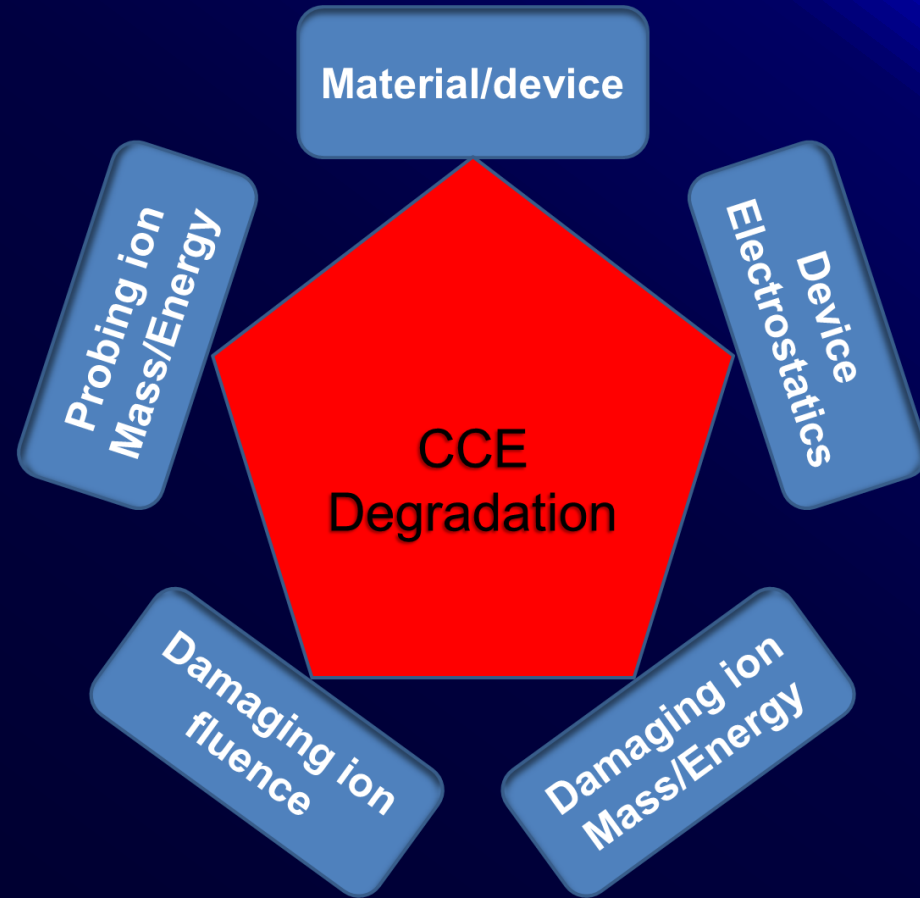 Material/device
Probing ion
Mass/Energy
Device
Electrostatics
CCE
Degradation
Damaging ion
fluence
Damaging ion
Mass/Energy